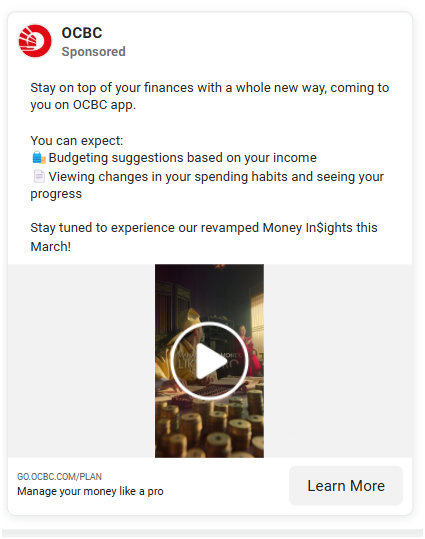 OCBC
Sponsored
Stay on top of your finances with a whole new way, coming to
you on OCBC app.
You can expect:
Budgeting suggestions based on your income
Viewing changes in your spending habits and seeing your
progress
Stay tuned to experience our revamped Money In$ights this
March!
GO.OCBC.COM/PLAN
Manage your money like a pro
Learn More